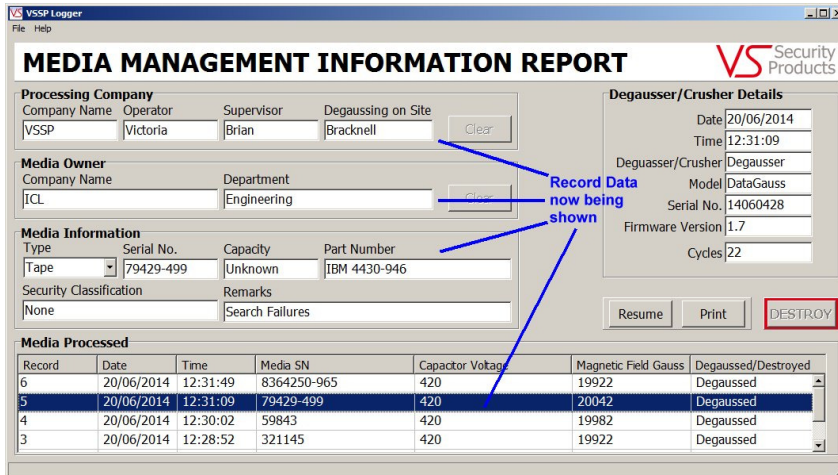 VS VSSP Logger
File Help
MEDIA MANAGEMENT INFORMATION REPORT
VS Security Products
Processing Company
Company Name Operator Supervisor Degaussing on Site
VSSP Victoria Brian Bracknell Clear
Media Owner
Company Name Department
ICL Engineering Clear
Media Information
Type Serial No. Capacity Part Number
Tape 79429-499 Unknown IBM 4430-946
Security Classification Remarks
None Search Failures
Record Data
now being
shown
Degausser/Crusher Details
Date 20/06/2014
Time 12:31:09
Deguasser/Crusher Degausser
Model DataGauss
Serial No. 14060428
Firmware Version 1.7
Cycles 22
Resume Print DESTROY
Media Processed
Record Date Time Media SN Capacitor Voltage Magnetic Field Gauss Degaussed/Destroyed
6 20/06/2014 12:31:49 8364250-965 420 19922 Degaussed
5 20/06/2014 12:31:09 79429-499 420 20042 Degaussed
4 20/06/2014 12:30:02 59843 420 19982 Degaussed
3 20/06/2014 12:28:52 321145 420 19922 Degaussed